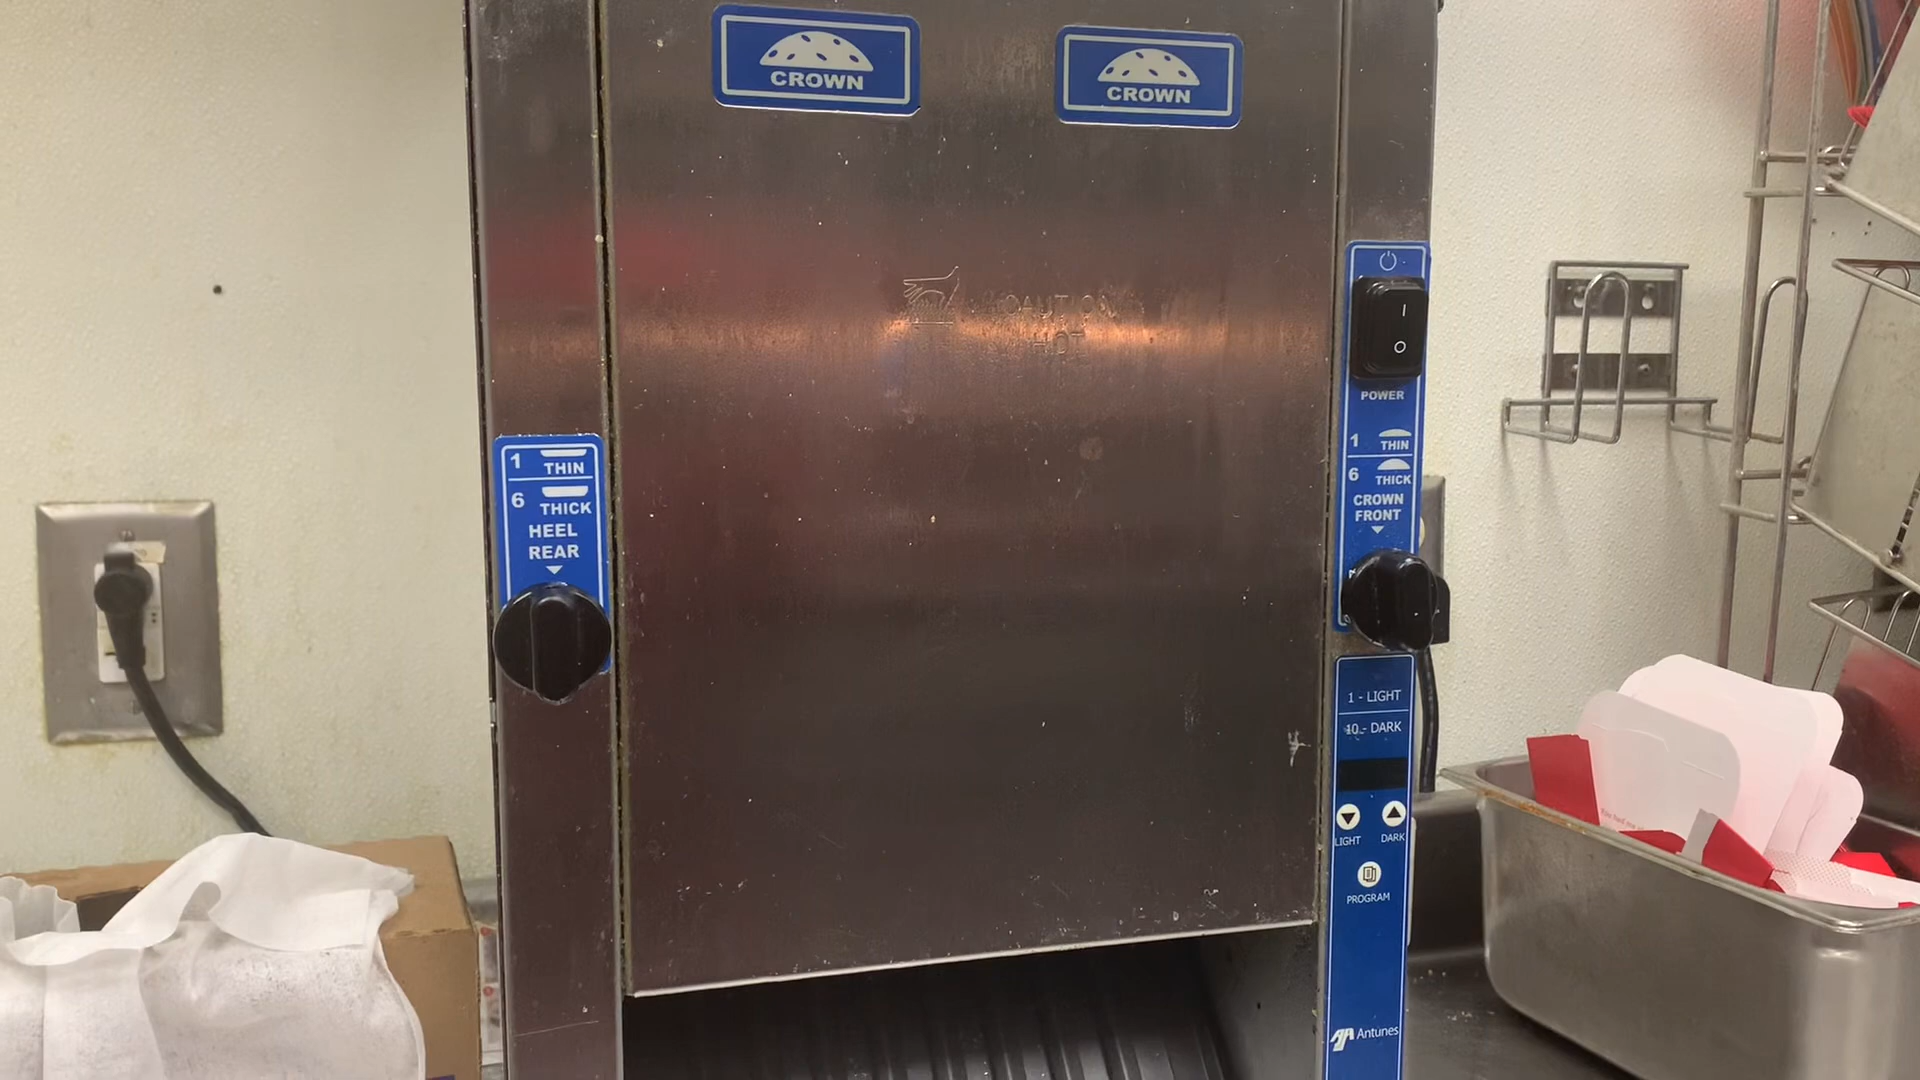 CROWN
CROWN
CAUTION
HOT
POWER
1 THIN
6 THICK
CROWN
FRONT
1 THIN
6 THICK
HEEL
REAR
1 - LIGHT
10 - DARK
LIGHT DARK
PROGRAM
Antunes